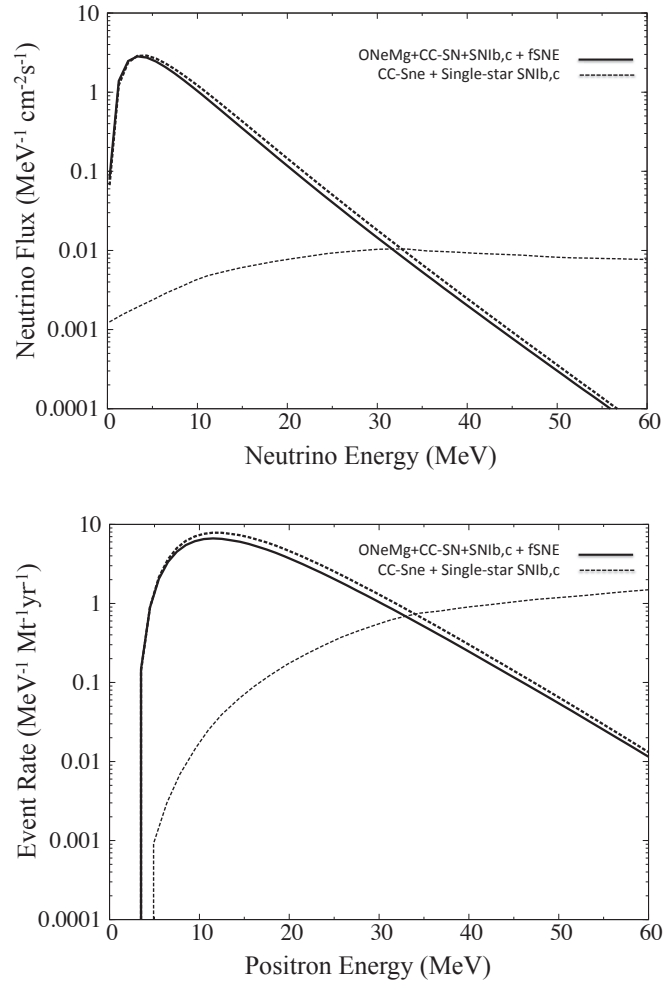 10
1
0.1
0.01
0.001
0.0001
Neutrino Flux (MeV-1 cm-2s-1)
ONeMg+CC-SN+SNIb,c + fSNE
CC-Sne + Single-star SNIb,c
0 10 20 30 40 50 60
Neutrino Energy (MeV)
10
1
0.1
0.01
0.001
0.0001
Event Rate (MeV-1 Mt-1yr-1)
ONeMg+CC-SN+SNIb,c + fSNE
CC-Sne + Single-star SNIb,c
0 10 20 30 40 50 60
Positron Energy (MeV)